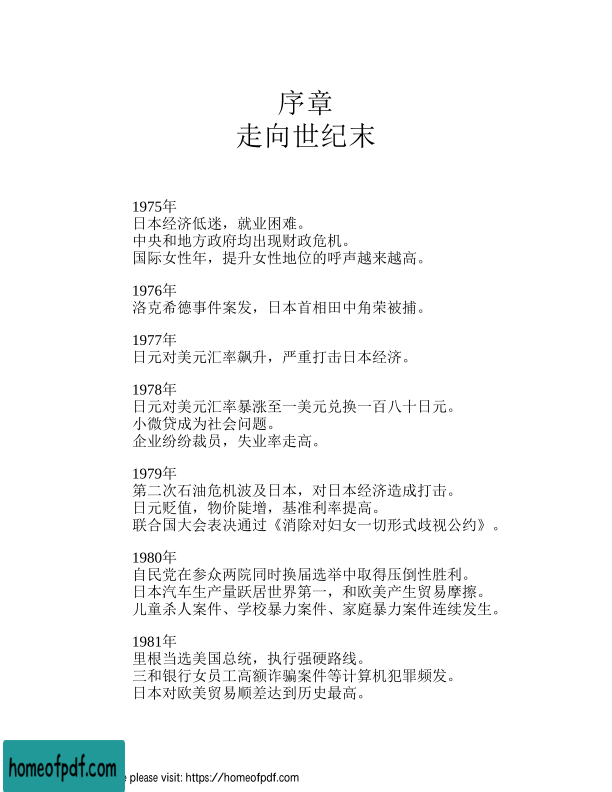 序章
走向世纪末
1975年
日本经济低迷，就业困难。
中央和地方政府均出现财政危机。
国际女性年，提升女性地位的呼声越来越高。
1976年
洛克希德事件案发，日本首相田中角荣被捕。
1977年
日元对美元汇率飙升，严重打击日本经济。
1978年
日元对美元汇率暴涨至一美元兑换一百八十日元。
小微贷成为社会问题。
企业纷纷裁员，失业率走高。
1979年
第二次石油危机波及日本，对日本经济造成打击。
日元贬值，物价陡增，基准利率提高。
联合国大会表决通过《消除对妇女一切形式歧视公约》。
1980年
自民党在参众两院同时换届选举中取得压倒性胜利。
日本汽车生产量跃居世界第一，和欧美产生贸易摩擦。
儿童杀人案件、学校暴力案件、家庭暴力案件连续发生。
1981年
里根当选美国总统，执行强硬路线。
三和银行女员工高额诈骗案件等计算机犯罪频发。
日本对欧美贸易顺差达到历史最高。
homeofpdf.com
please visit: https://homeofpdf.com